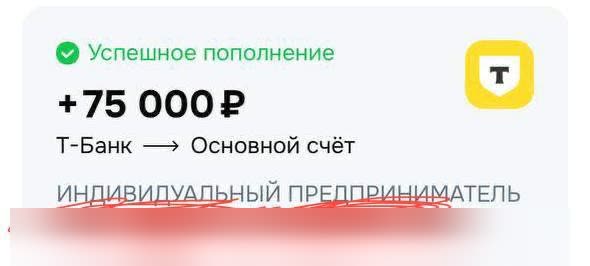 Успешное пополнение
+75 000 ₽
Т
Т-Банк → Основной счёт
ИНДИВИДУАЛЬНЫЙ ПРЕДПРИНИМАТЕЛЬ